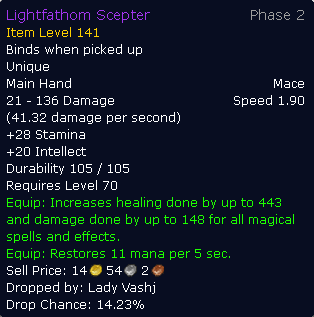 Lightfathom Scepter Phase 2
Item Level 141
Binds when picked up
Unique
Main Hand Mace
21 - 136 Damage Speed 1.90
(41.32 damage per second)
+28 Stamina
+20 Intellect
Durability 105 / 105
Requires Level 70
Equip: Increases healing done by up to 443
and damage done by up to 148 for all magical
spells and effects.
Equip: Restores 11 mana per 5 sec.
Sell Price: 14 54 2
Dropped by: Lady Vashj
Drop Chance: 14.23%